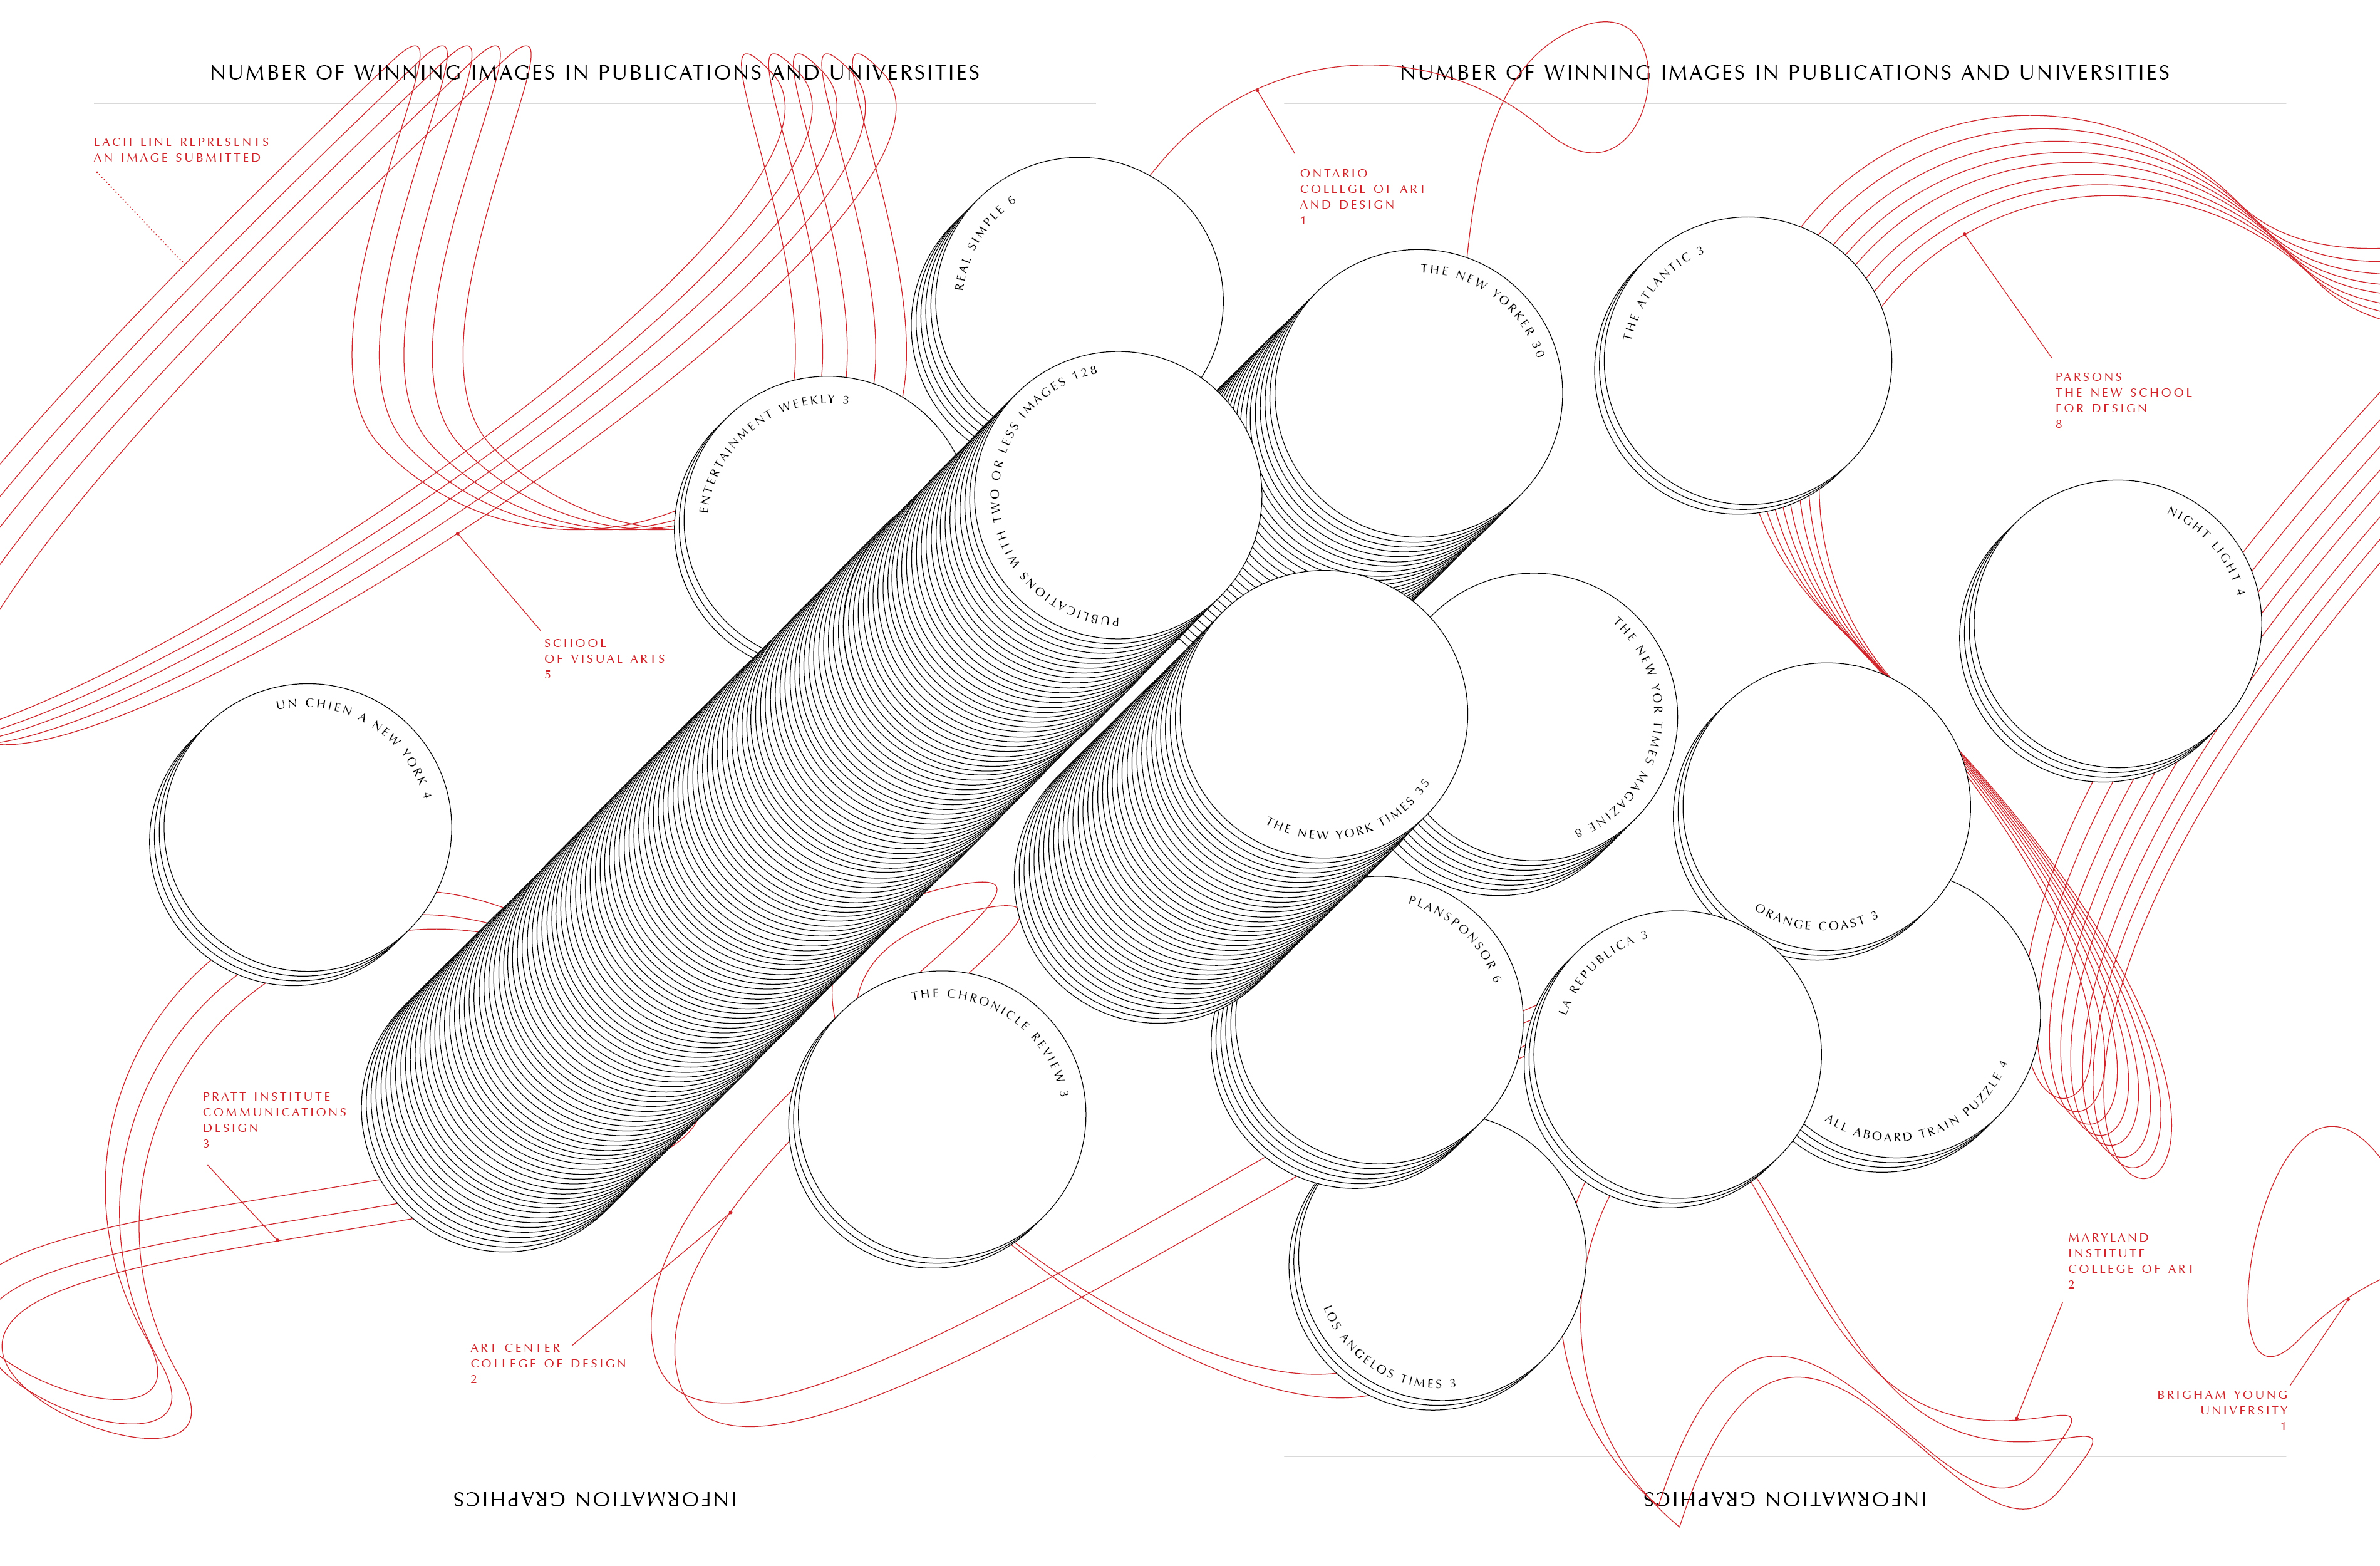 NUMBER OF WINNING IMAGES IN PUBLICATIONS AND UNIVERSITIES
NUMBER OF WINNING IMAGES IN PUBLICATIONS AND UNIVERSITIES
EACH LINE REPRESENTS
AN IMAGE SUBMITTED
ONTARIO
COLLEGE OF ART
AND DESIGN
1
REAL SIMPLE 6
THE NEW YORKER 30
THE ATLANTIC 3
PARSONS
THE NEW SCHOOL
FOR DESIGN
8
ENTERTAINMENT WEEKLY 3
PUBLICATIONS WITH TWO OR LESS IMAGES 128
NIGHT LIGHT 4
SCHOOL
OF VISUAL ARTS
5
UN CHIEN A NEW YORK 4
THE NEW YORK TIMES 35
THE NEW YOR TIMES MAGAZINE 8
ORANGE COAST 3
PLANSPONSOR 6
LA REPUBLICA 3
THE CHRONICLE REVIEW 3
ALL ABOARD TRAIN PUZZLE 4
PRATT INSTITUTE
COMMUNICATIONS
DESIGN
3
LOS ANGELOS TIMES 3
MARYLAND
INSTITUTE
COLLEGE OF ART
2
ART CENTER
COLLEGE OF DESIGN
2
BRIGHAM YOUNG
UNIVERSITY
1
INFORMATION GRAPHICS
INFORMATION GRAPHICS